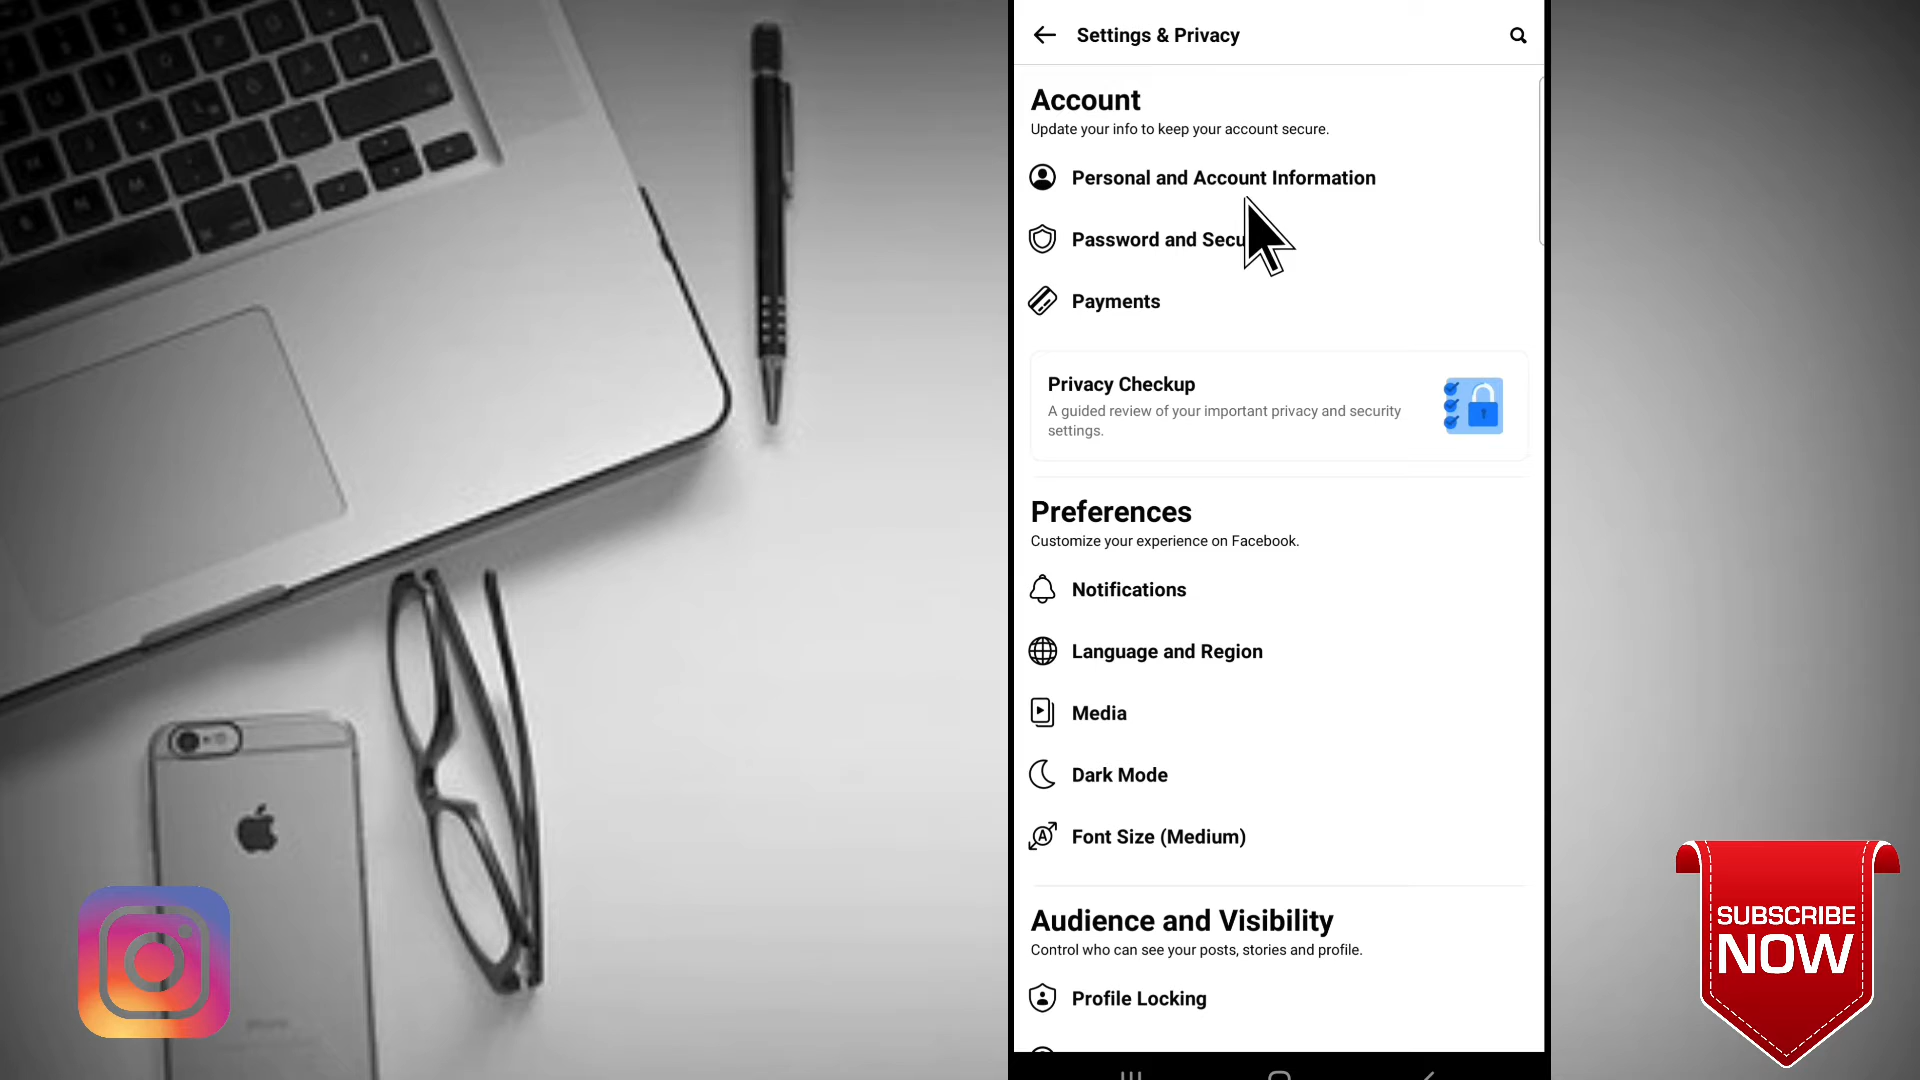 Settings & Privacy
Account
Update your info to keep your account secure.
Personal and Account Information
Password and Secu
Payments
Privacy Checkup
A guided review of your important privacy and security
settings.
Preferences
Customize your experience on Facebook.
Notifications
Language and Region
Media
Dark Mode
Font Size (Medium)
Audience and Visibility
Control who can see your posts, stories and profile.
Profile Locking
SUBSCRIBE
NOW